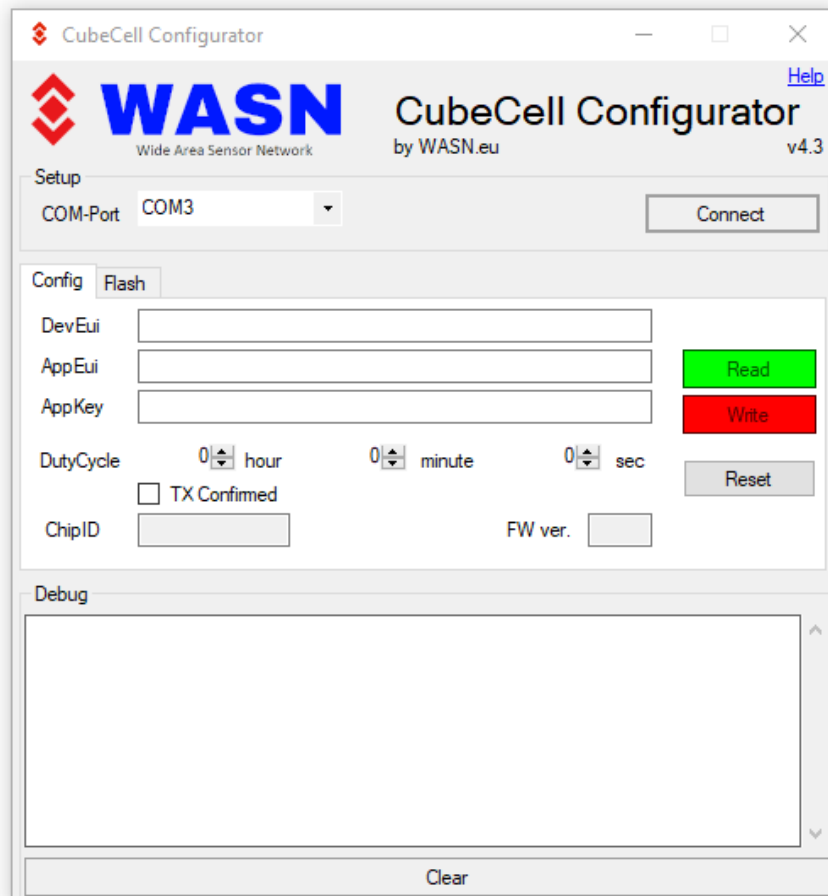 CubeCell Configurator
Help
WASN
Wide Area Sensor Network
CubeCell Configurator
by WASN.eu
v4.3
Setup
COM-Port
COM3
Connect
Config
Flash
DevEui
AppEui
Read
AppKey
Write
DutyCycle
0 hour
0 minute
0 sec
Reset
TX Confirmed
ChipID
FW ver.
Debug
Clear